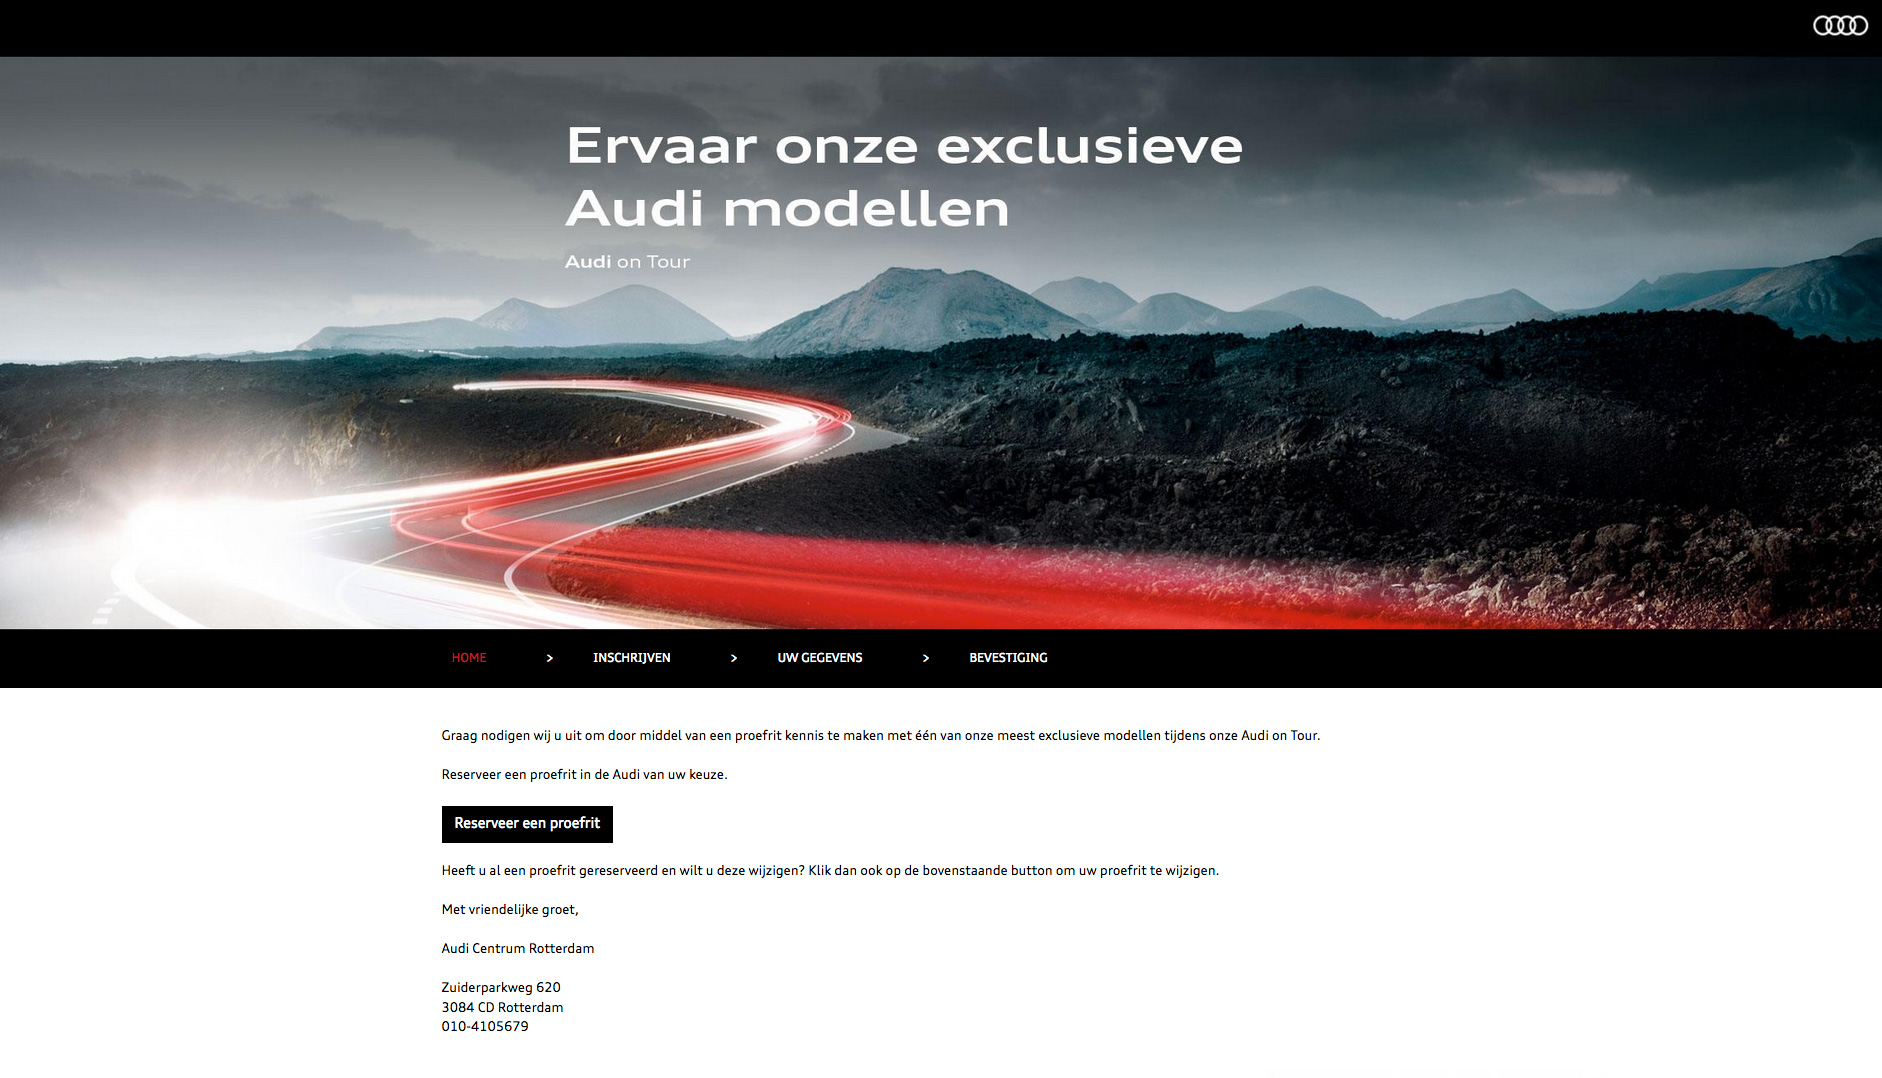 Ervaar onze exclusieve
Audi modellen
Audi on Tour
HOME > INSCHRIJVEN > UW GEGEVENS > BEVESTIGING
Graag nodigen wij u uit om door middel van een proefrit kennis te maken met één van onze meest exclusieve modellen tijdens onze Audi on Tour.
Reserveer een proefrit in de Audi van uw keuze.
Reserveer een proefrit
Heeft u al een proefrit gereserveerd en wilt u deze wijzigen? Klik dan ook op de bovenstaande button om uw proefrit te wijzigen.
Met vriendelijke groet,
Audi Centrum Rotterdam
Zuiderparkweg 620
3084 CD Rotterdam
010-4105679